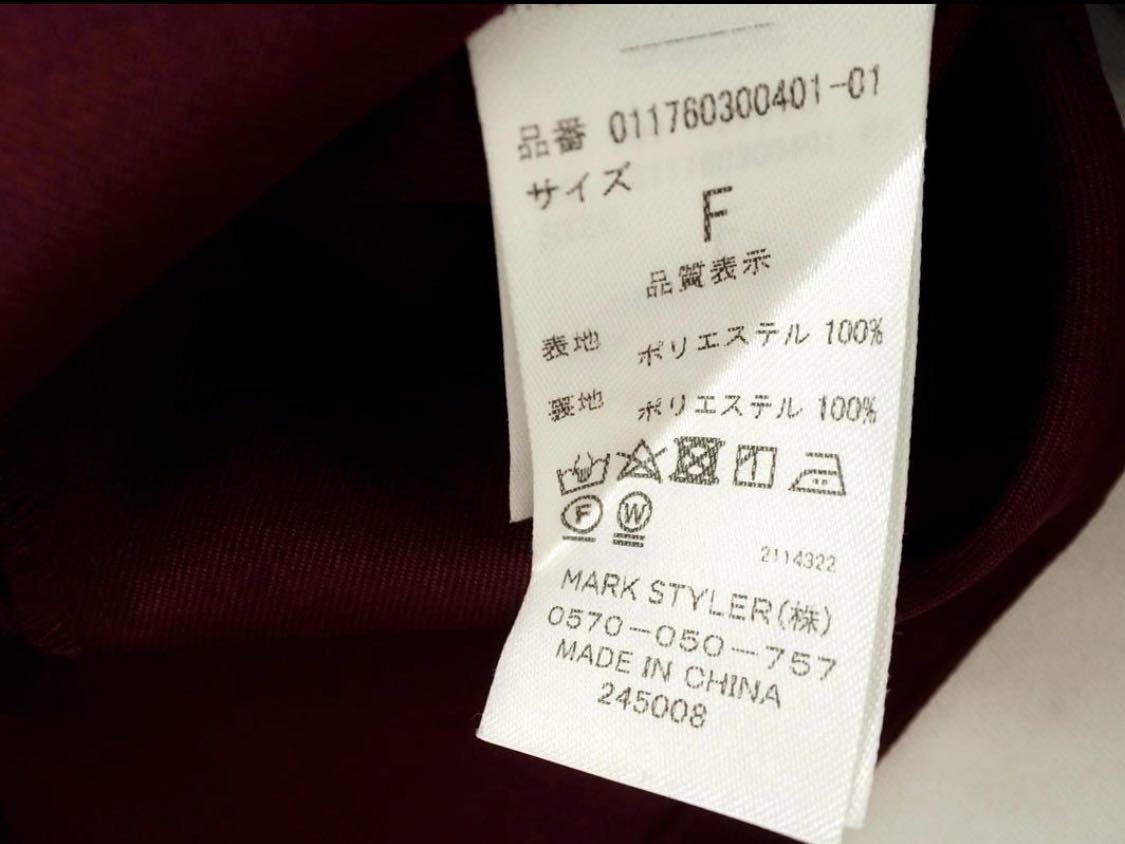 品番 011760300401-01
サイズ
F
品質表示
表地 ポリエステル 100%
裏地 ポリエステル 100%
F W
2114322
MARK STYLER(株)
0570-050-757
MADE IN CHINA
245008